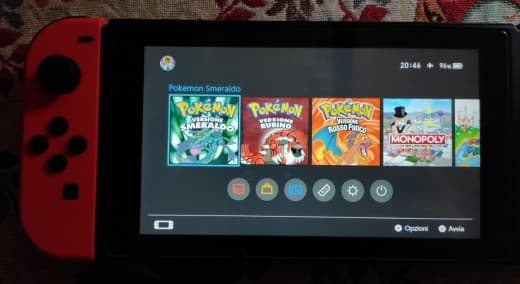 20:46 96%
Pokemon Smeraldo
POKéMON
VERSIONE
SMERALDO
POKéMON
VERSIONE
RUBINO
POKéMON
VERSIONE
ROSSO FUOCO
MONOPOLY
Opzioni
Avvia